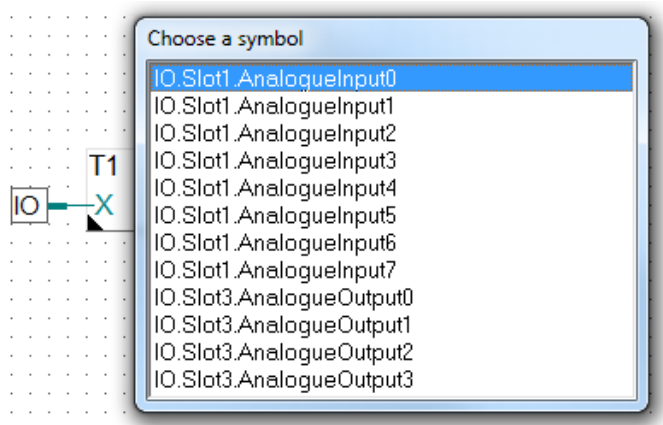 Choose a symbol
IO.Slot1.AnalogueInput0
IO.Slot1.AnalogueInput1
IO.Slot1.AnalogueInput2
IO.Slot1.AnalogueInput3
IO.Slot1.AnalogueInput4
IO.Slot1.AnalogueInput5
IO.Slot1.AnalogueInput6
IO.Slot1.AnalogueInput7
IO.Slot3.AnalogueOutput0
IO.Slot3.AnalogueOutput1
IO.Slot3.AnalogueOutput2
IO.Slot3.AnalogueOutput3
T1
IO X